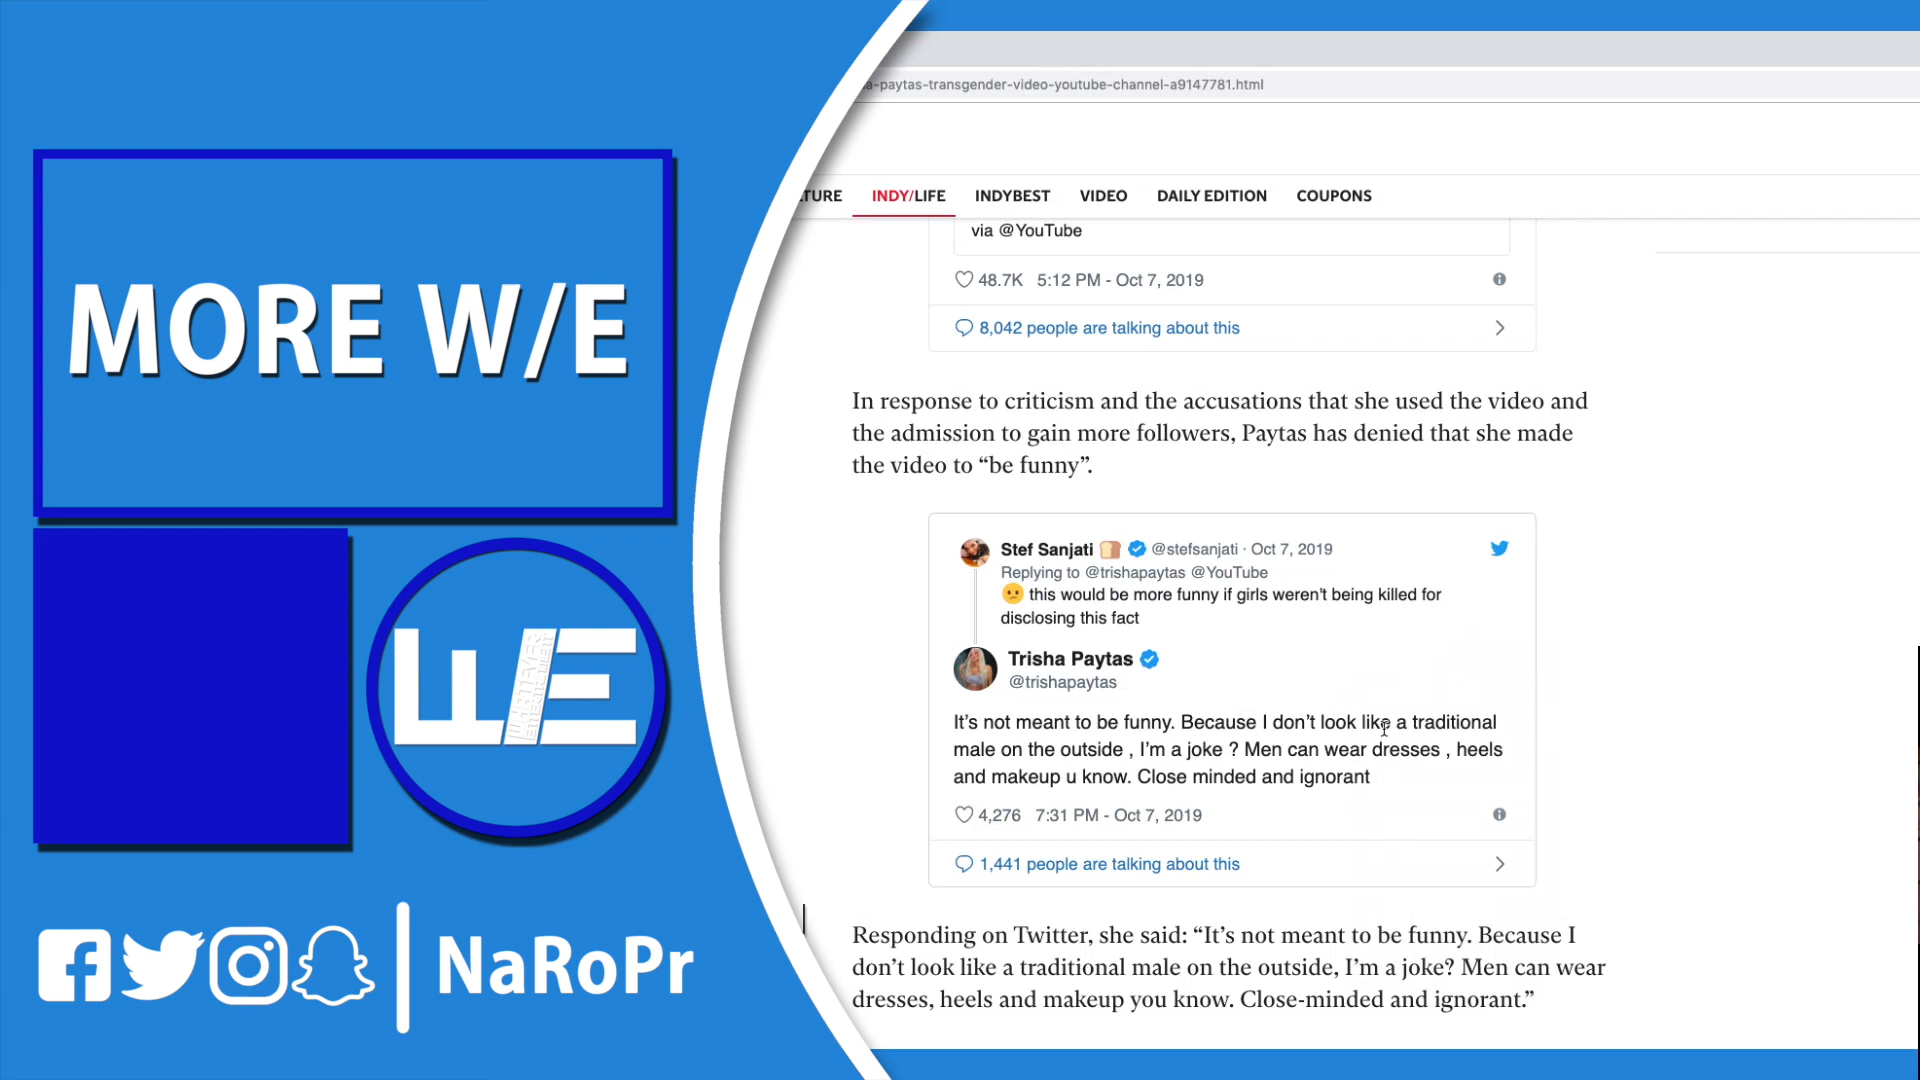 MORE W/E
F/E
NaRoPr
a-paytas-transgender-video-youtube-channel-a9147781.html
TURE INDY/LIFE INDYBEST VIDEO DAILY EDITION COUPONS
via @YouTube
48.7K 5:12 PM - Oct 7, 2019
8,042 people are talking about this
In response to criticism and the accusations that she used the video and
the admission to gain more followers, Paytas has denied that she made
the video to “be funny”.
Stef Sanjati @stefsanjati · Oct 7, 2019
Replying to @trishapaytas @YouTube
😕 this would be more funny if girls weren't being killed for
disclosing this fact
Trisha Paytas
@trishapaytas
It’s not meant to be funny. Because I don’t look like a traditional
male on the outside , I’m a joke ? Men can wear dresses , heels
and makeup u know. Close minded and ignorant
4,276 7:31 PM - Oct 7, 2019
1,441 people are talking about this
Responding on Twitter, she said: “It’s not meant to be funny. Because I
don’t look like a traditional male on the outside, I’m a joke? Men can wear
dresses, heels and makeup you know. Close-minded and ignorant.”